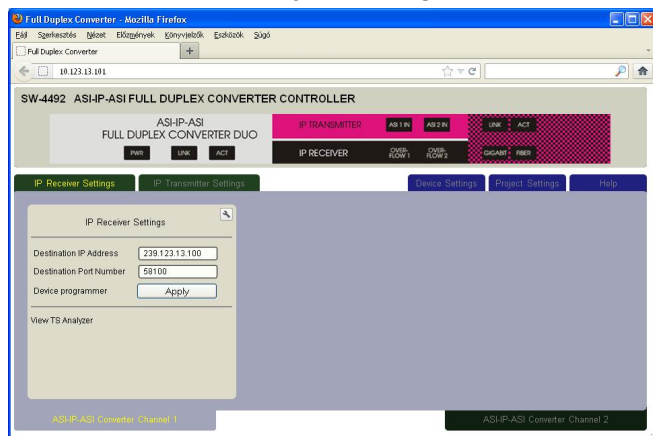 Full Duplex Converter - Mozilla Firefox
Fájl Szerkesztés Nézet Előzmények Könyvjelzők Eszközök Súgó
Full Duplex Converter +
10.123.13.101
SW-4492 ASI-IP-ASI FULL DUPLEX CONVERTER CONTROLLER
ASI-IP-ASI
FULL DUPLEX CONVERTER DUO
PWR LINK ACT
IP TRANSMITTER ASI 1 IN ASI 2 IN LINK ACT
IP RECEIVER OVER-FLOW 1 OVER-FLOW 2 GIGABIT FIBER
IP Receiver Settings IP Transmitter Settings Device Settings Project Settings Help
IP Receiver Settings
Destination IP Address 239.123.13.100
Destination Port Number 58100
Device programmer Apply
View TS Analyzer
ASI-IP-ASI Converter Channel 1 ASI-IP-ASI Converter Channel 2